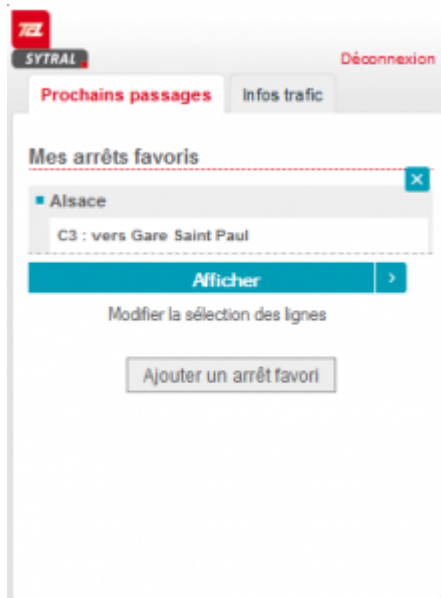 TCL
SYTRAL
Déconnexion
Prochains passages
Infos trafic
Mes arrêts favoris
Alsace
C3 : vers Gare Saint Paul
Afficher
Modifier la sélection des lignes
Ajouter un arrêt favori